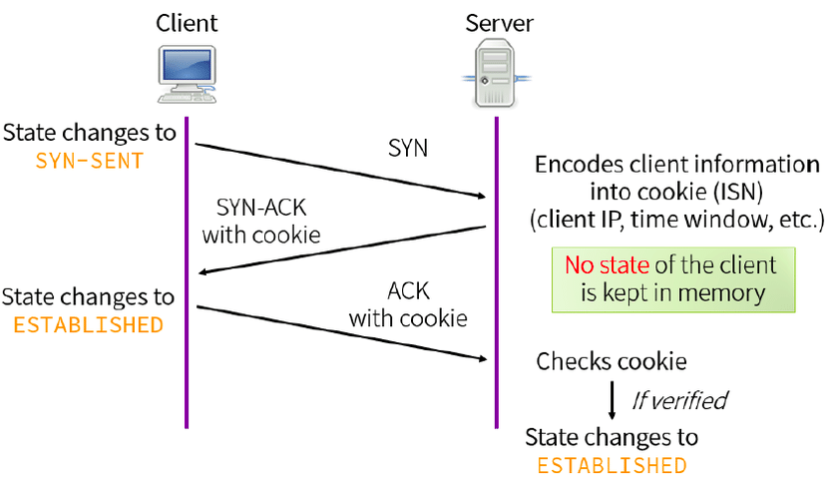 Client
Server
State changes to
SYN-SENT
SYN
Encodes client information
into cookie (ISN)
(client IP, time window, etc.)
SYN-ACK
with cookie
No state of the client
is kept in memory
State changes to
ESTABLISHED
ACK
with cookie
Checks cookie
If verified
State changes to
ESTABLISHED